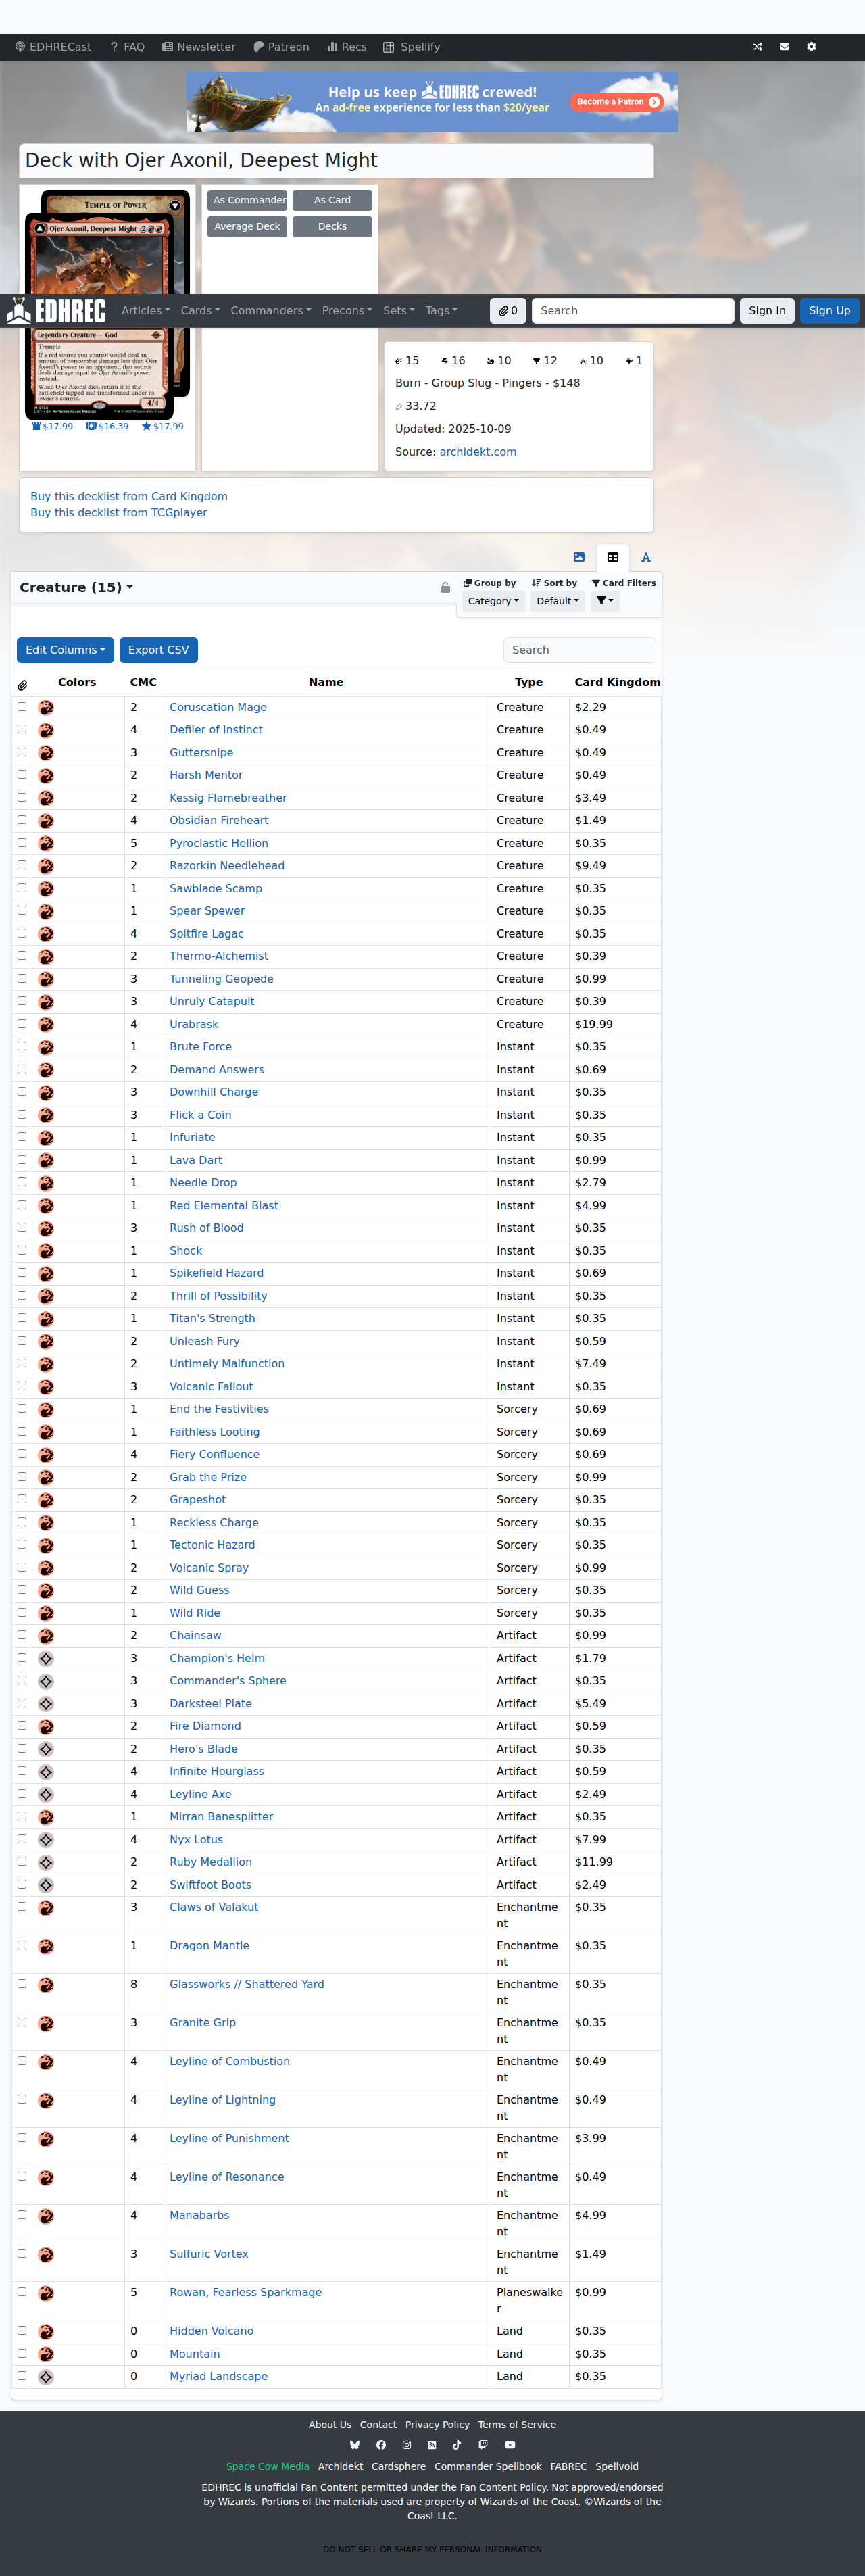 EDHRECast FAQ Newsletter Patreon Recs Spellify
Help us keep EDHREC crewed!
An ad-free experience for less than $20/year
Become a Patron
Deck with Ojer Axonil, Deepest Might
Temple of Power
Ojer Axonil, Deepest Might
As Commander As Card
Average Deck Decks
EDHREC Articles Cards Commanders Precons Sets Tags 0 Search Sign In Sign Up
Legendary Creature — God
Trample
If a red source you control would deal an amount of noncombat damage less than Ojer Axonil's power to an opponent, that source deals damage equal to Ojer Axonil's power instead.
When Ojer Axonil dies, return it to the battlefield tapped and transformed under its owner's control.
4/4
$17.99 $16.39 $17.99
15 16 10 12 10 1
Burn - Group Slug - Pingers - $148
33.72
Updated: 2025-10-09
Source: archidekt.com
Buy this decklist from Card Kingdom
Buy this decklist from TCGplayer
Creature (15)
Group by Sort by Card Filters
Category Default
Edit Columns Export CSV Search
Colors CMC Name Type Card Kingdom
2 Coruscation Mage Creature $2.29
4 Defiler of Instinct Creature $0.49
3 Guttersnipe Creature $0.49
2 Harsh Mentor Creature $0.49
2 Kessig Flamebreather Creature $3.49
4 Obsidian Fireheart Creature $1.49
5 Pyroclastic Hellion Creature $0.35
2 Razorkin Needlehead Creature $9.49
1 Sawblade Scamp Creature $0.35
1 Spear Spewer Creature $0.35
4 Spitfire Lagac Creature $0.35
2 Thermo-Alchemist Creature $0.39
3 Tunneling Geopede Creature $0.99
3 Unruly Catapult Creature $0.39
4 Urabrask Creature $19.99
1 Brute Force Instant $0.35
2 Demand Answers Instant $0.69
3 Downhill Charge Instant $0.35
3 Flick a Coin Instant $0.35
1 Infuriate Instant $0.35
1 Lava Dart Instant $0.99
1 Needle Drop Instant $2.79
1 Red Elemental Blast Instant $4.99
3 Rush of Blood Instant $0.35
1 Shock Instant $0.35
1 Spikefield Hazard Instant $0.69
2 Thrill of Possibility Instant $0.35
1 Titan's Strength Instant $0.35
2 Unleash Fury Instant $0.59
2 Untimely Malfunction Instant $7.49
3 Volcanic Fallout Instant $0.35
1 End the Festivities Sorcery $0.69
1 Faithless Looting Sorcery $0.69
4 Fiery Confluence Sorcery $0.69
2 Grab the Prize Sorcery $0.99
2 Grapeshot Sorcery $0.35
1 Reckless Charge Sorcery $0.35
1 Tectonic Hazard Sorcery $0.35
2 Volcanic Spray Sorcery $0.99
2 Wild Guess Sorcery $0.35
1 Wild Ride Sorcery $0.35
2 Chainsaw Artifact $0.99
3 Champion's Helm Artifact $1.79
3 Commander's Sphere Artifact $0.35
3 Darksteel Plate Artifact $5.49
2 Fire Diamond Artifact $0.59
2 Hero's Blade Artifact $0.35
4 Infinite Hourglass Artifact $0.59
4 Leyline Axe Artifact $2.49
1 Mirran Banesplitter Artifact $0.35
4 Nyx Lotus Artifact $7.99
2 Ruby Medallion Artifact $11.99
2 Swiftfoot Boots Artifact $2.49
3 Claws of Valakut Enchantment $0.35
1 Dragon Mantle Enchantment $0.35
8 Glassworks // Shattered Yard Enchantment $0.35
3 Granite Grip Enchantment $0.35
4 Leyline of Combustion Enchantment $0.49
4 Leyline of Lightning Enchantment $0.49
4 Leyline of Punishment Enchantment $3.99
4 Leyline of Resonance Enchantment $0.49
4 Manabarbs Enchantment $4.99
3 Sulfuric Vortex Enchantment $1.49
5 Rowan, Fearless Sparkmage Planeswalker $0.99
0 Hidden Volcano Land $0.35
0 Mountain Land $0.35
0 Myriad Landscape Land $0.35
About Us Contact Privacy Policy Terms of Service
Space Cow Media Archidekt Cardsphere Commander Spellbook FABREC Spellvoid
EDHREC is unofficial Fan Content permitted under the Fan Content Policy. Not approved/endorsed
by Wizards. Portions of the materials used are property of Wizards of the Coast. ©Wizards of the
Coast LLC.
DO NOT SELL OR SHARE MY PERSONAL INFORMATION